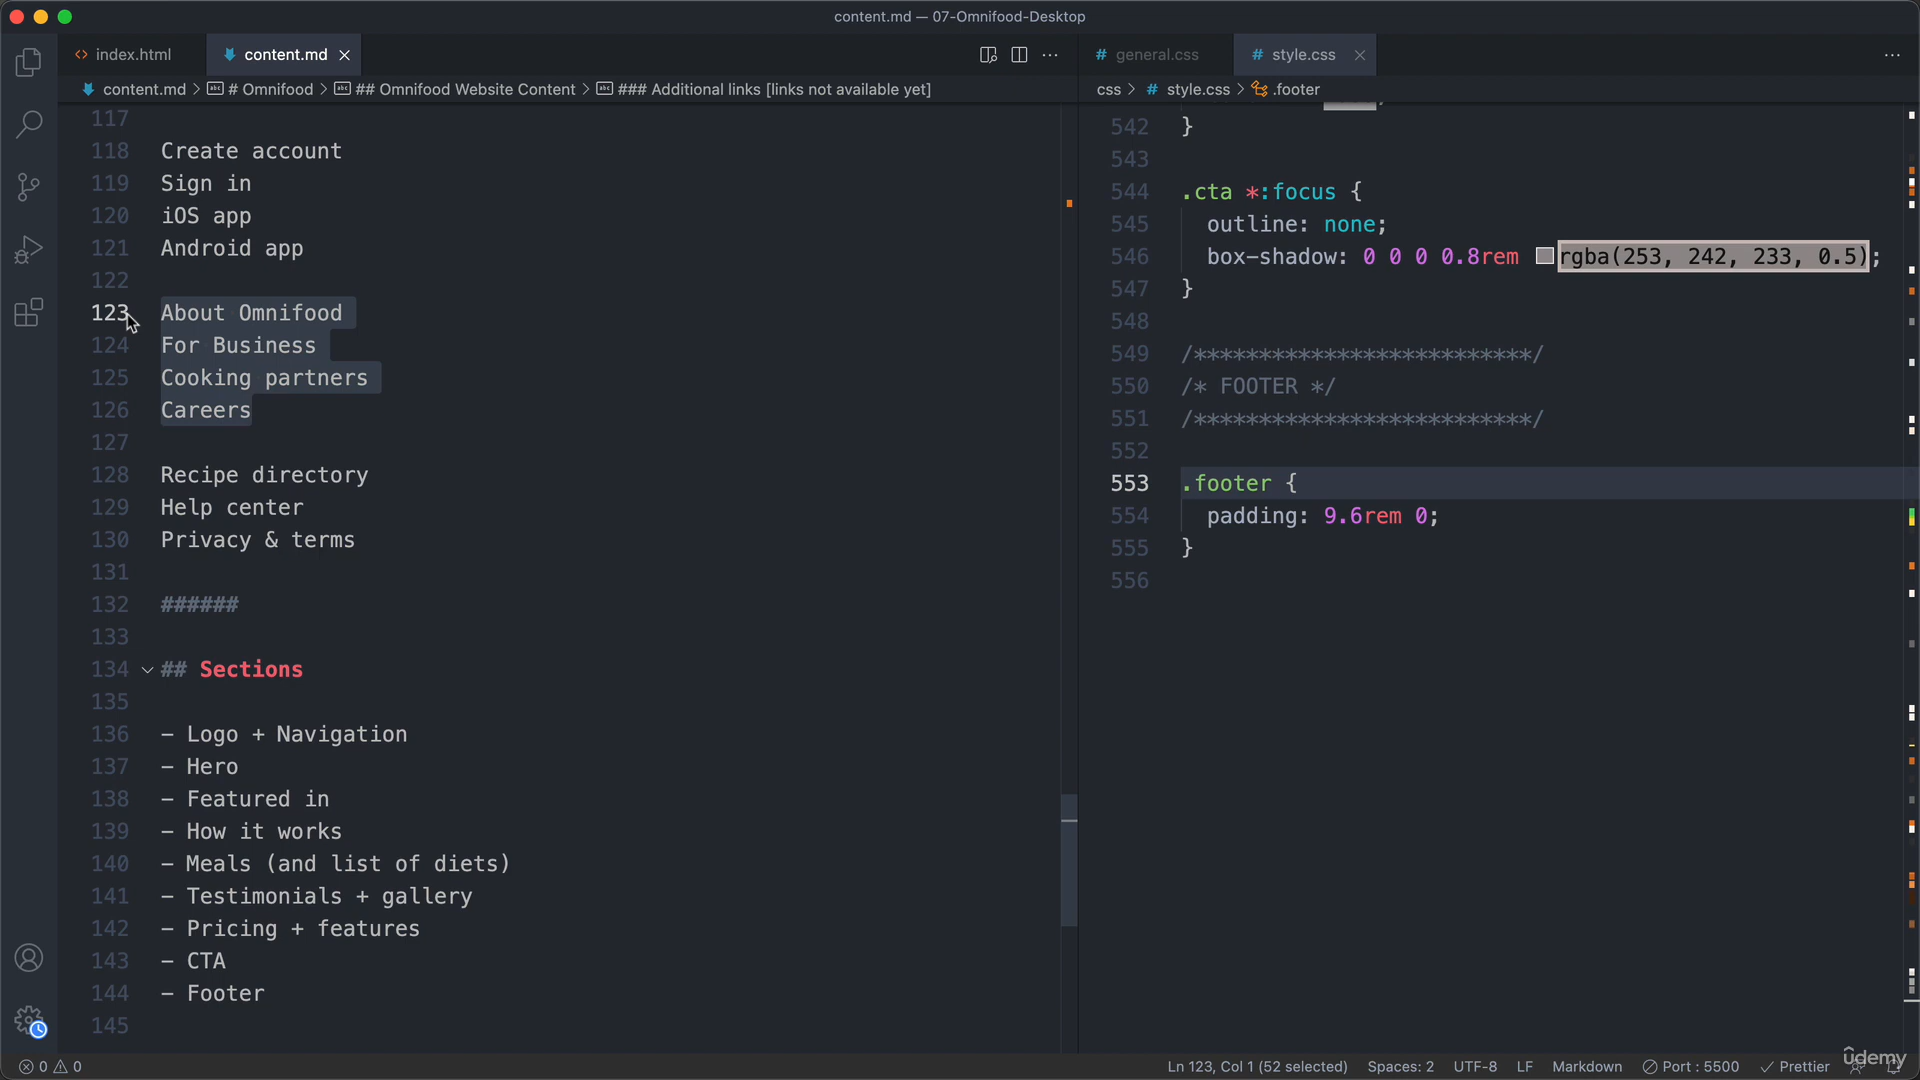 content.md — 07-Omnifood-Desktop
<> index.html
content.md
# general.css
# style.css
content.md > # Omnifood > ## Omnifood Website Content > ### Additional links [links not available yet]
css > # style.css > .footer
117
118 Create account
119 Sign in
120 iOS app
121 Android app
122
123 About Omnifood
124 For Business
125 Cooking partners
126 Careers
127
128 Recipe directory
129 Help center
130 Privacy & terms
131
132 ######
133
134 ## Sections
135
136 - Logo + Navigation
137 - Hero
138 - Featured in
139 - How it works
140 - Meals (and list of diets)
141 - Testimonials + gallery
142 - Pricing + features
143 - CTA
144 - Footer
145
542 }
543
544 .cta *:focus {
545 outline: none;
546 box-shadow: 0 0 0 0.8rem rgba(253, 242, 233, 0.5);
547 }
548
549 /**************************/
550 /* FOOTER */
551 /**************************/
552
553 .footer {
554 padding: 9.6rem 0;
555 }
556
0 0
Ln 123, Col 1 (52 selected) Spaces: 2 UTF-8 LF Markdown Port : 5500 Prettier
ûdemy